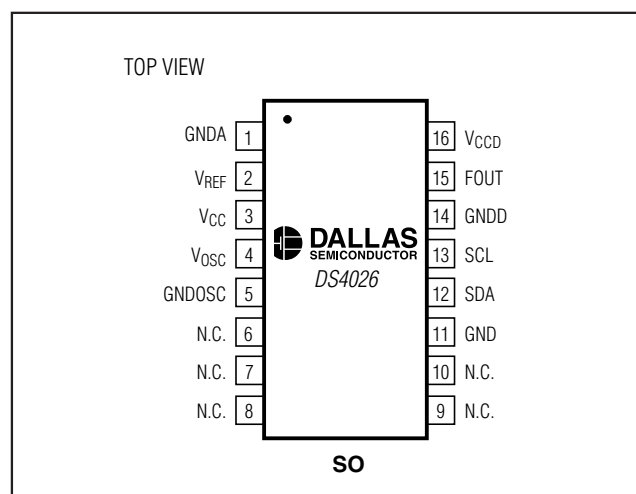 TOP VIEW
GNDA 1
VREF 2
VCC 3
VOSC 4
GNDOSC 5
N.C. 6
N.C. 7
N.C. 8
DALLAS
SEMICONDUCTOR
DS4026
16 VCCD
15 FOUT
14 GNDD
13 SCL
12 SDA
11 GND
10 N.C.
9 N.C.
SO